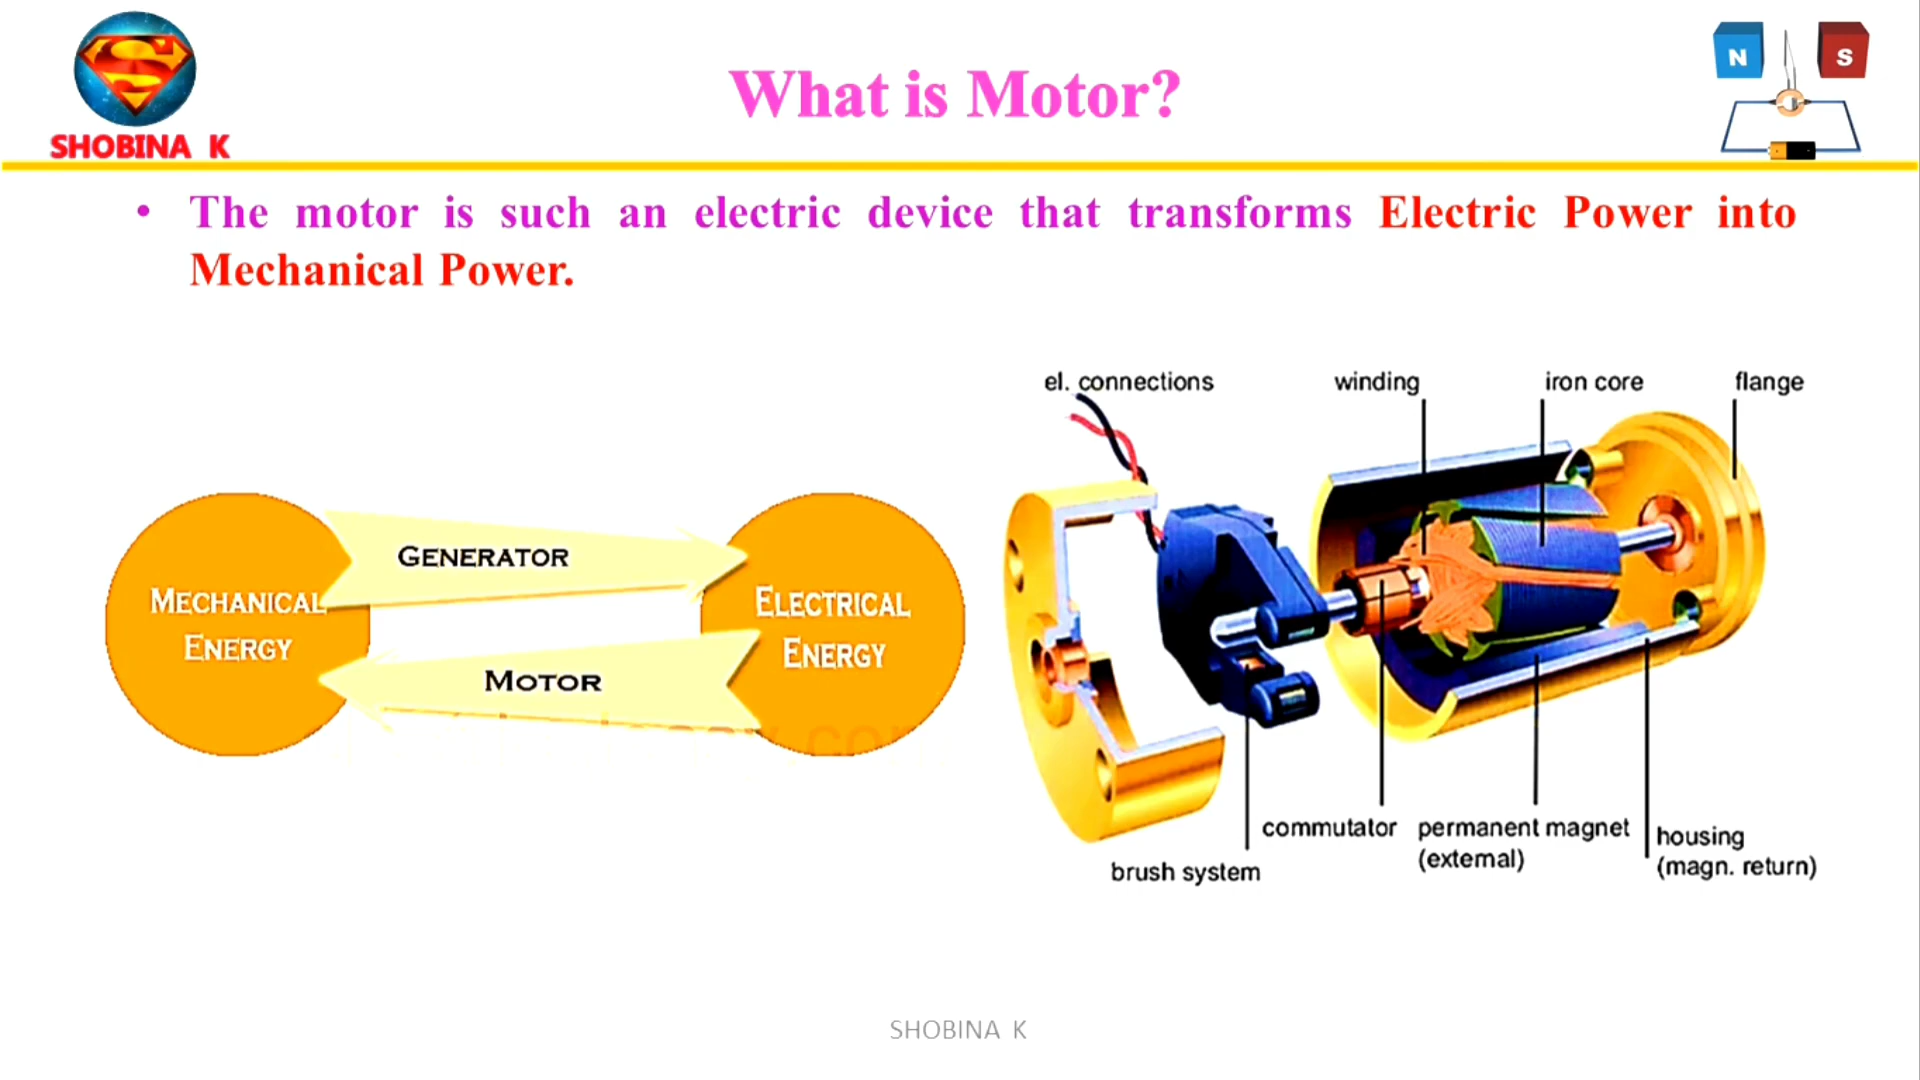 SHOBINA K
What is Motor?
N S
• The motor is such an electric device that transforms Electric Power into
Mechanical Power.
MECHANICAL
ENERGY
GENERATOR
MOTOR
ELECTRICAL
ENERGY
el. connections
winding
iron core
flange
commutator
permanent magnet
(external)
housing
(magn. return)
brush system
SHOBINA K